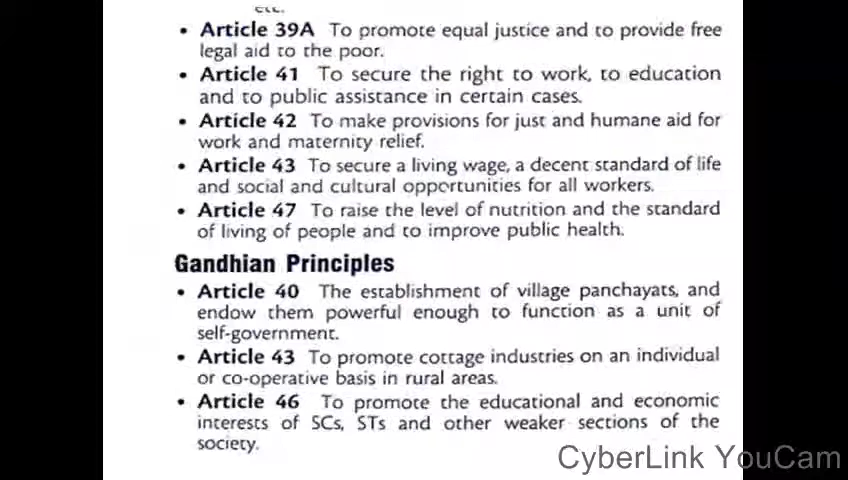 etc.
• Article 39A To promote equal justice and to provide free
legal aid to the poor.
• Article 41 To secure the right to work, to education
and to public assistance in certain cases.
• Article 42 To make provisions for just and humane aid for
work and maternity relief.
• Article 43 To secure a living wage, a decent standard of life
and social and cultural opportunities for all workers.
• Article 47 To raise the level of nutrition and the standard
of living of people and to improve public health.
Gandhian Principles
• Article 40 The establishment of village panchayats, and
endow them powerful enough to function as a unit of
self-government.
• Article 43 To promote cottage industries on an individual
or co-operative basis in rural areas.
• Article 46 To promote the educational and economic
interests of SCs, STs and other weaker sections of the
society.
CyberLink YouCam